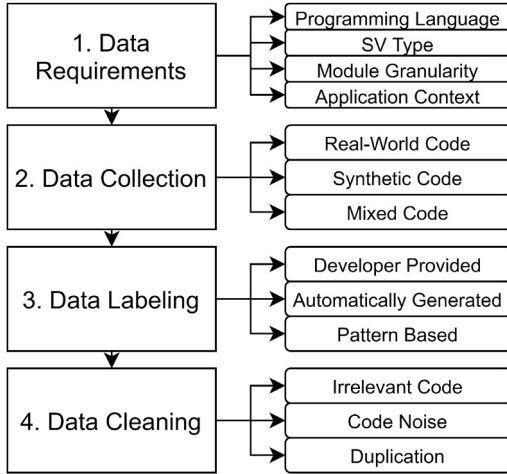 1. Data
Requirements
Programming Language
SV Type
Module Granularity
Application Context
2. Data Collection
Real-World Code
Synthetic Code
Mixed Code
3. Data Labeling
Developer Provided
Automatically Generated
Pattern Based
4. Data Cleaning
Irrelevant Code
Code Noise
Duplication